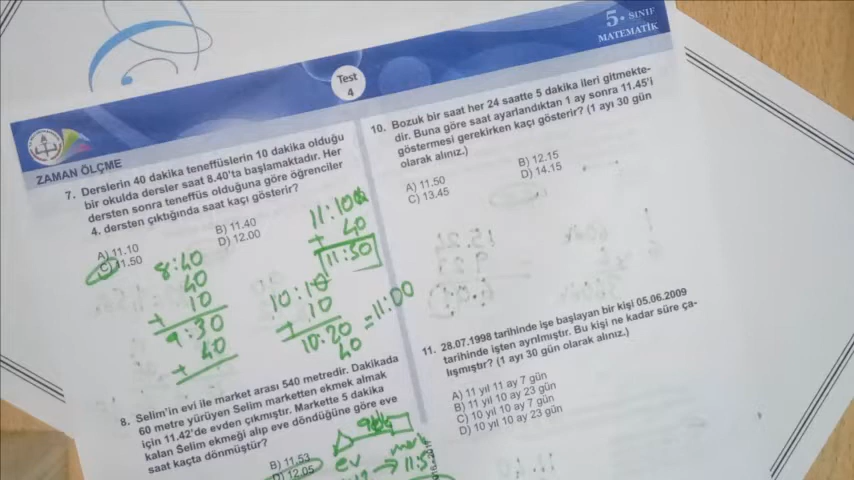 5. SINIF
MATEMATİK
Test
4
ZAMAN ÖLÇME
7. Derslerin 40 dakika teneffüslerin 10 dakika olduğu
bir okulda dersler saat 8.40'ta başlamaktadır. Her
dersten sonra teneffüs olduğuna göre öğrenciler
4. dersten çıktığında saat kaçı gösterir?
A) 11.10
B) 11.40
C) 11.50
D) 12.00
8:40
40
+ 10
9:30
+ 40
10:10
+ 10
10:20
40
=11:00
11:10
+ 40
11:50
8. Selim'in evi ile market arası 540 metredir. Dakikada
60 metre yürüyen Selim marketten ekmek almak
için 11.42'de evden çıkmıştır. Markette 5 dakika
kalan Selim ekmeği alıp eve döndüğüne göre eve
saat kaçta dönmüştür?
B) 11.53
D) 12.05
ev
10. Bozuk bir saat her 24 saatte 5 dakika ileri gitmekte-
dir. Buna göre saat ayarlandıktan 1 ay sonra 11.45'i
göstermesi gerekirken kaçı gösterir? (1 ayı 30 gün
olarak alınız.)
A) 11.50
B) 12.15
C) 13.45
D) 14.15
11. 28.07.1998 tarihinde işe başlayan bir kişi 05.06.2009
tarihinde işten ayrılmıştır. Bu kişi ne kadar süre ça-
lışmıştır? (1 ayı 30 gün olarak alınız.)
A) 11 yıl 11 ay 7 gün
B) 11 yıl 10 ay 23 gün
C) 10 yıl 10 ay 7 gün
D) 10 yıl 10 ay 23 gün